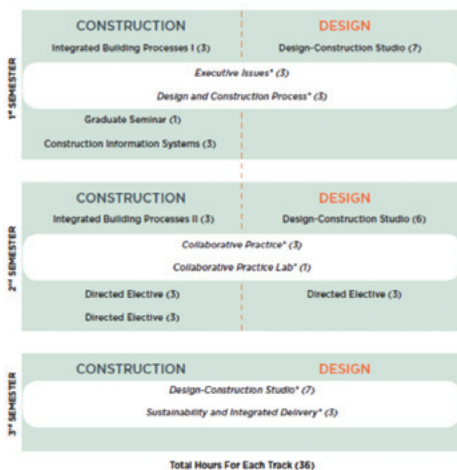 1st SEMESTER
CONSTRUCTION
DESIGN
Integrated Building Processes I (3)
Design-Construction Studio (7)
Executive Issues* (3)
Design and Construction Process* (3)
Graduate Seminar (1)
Construction Information Systems (3)
2nd SEMESTER
CONSTRUCTION
DESIGN
Integrated Building Processes II (3)
Design-Construction Studio (6)
Collaborative Practice* (3)
Collaborative Practice Lab* (1)
Directed Elective (3)
Directed Elective (3)
Directed Elective (3)
3rd SEMESTER
CONSTRUCTION
DESIGN
Design-Construction Studio* (7)
Sustainability and Integrated Delivery* (3)
Total Hours For Each Track (36)